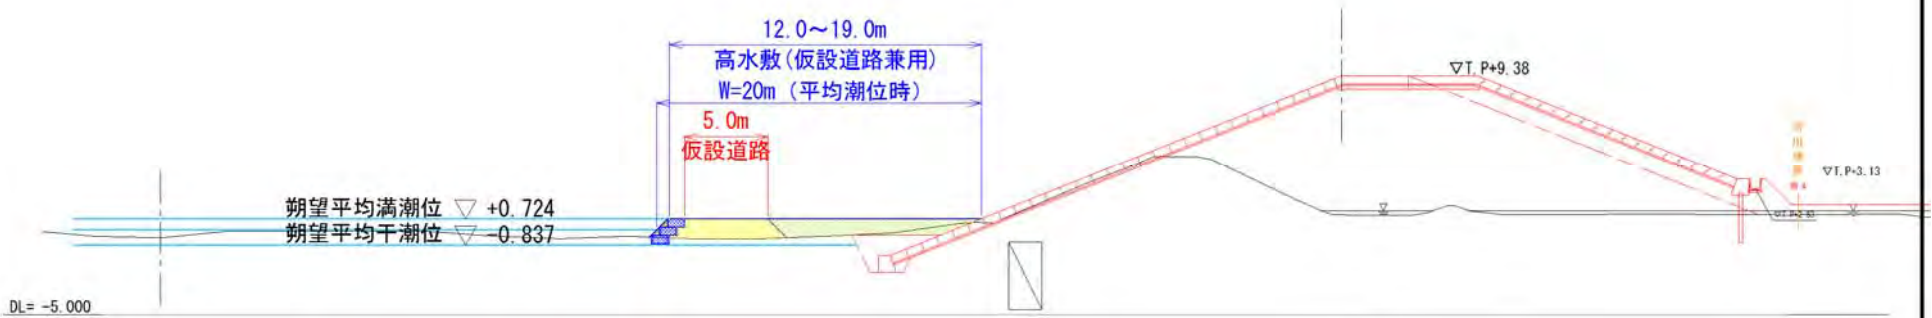 12.0~19.0m
高水敷(仮設道路兼用)
W=20m (平均潮位時)
5.0m
仮設道路
▽T.P+9.38
▽T.P+3.13
朔望平均満潮位 ▽ +0.724
朔望平均干潮位 ▽ -0.837
DL= -5.000